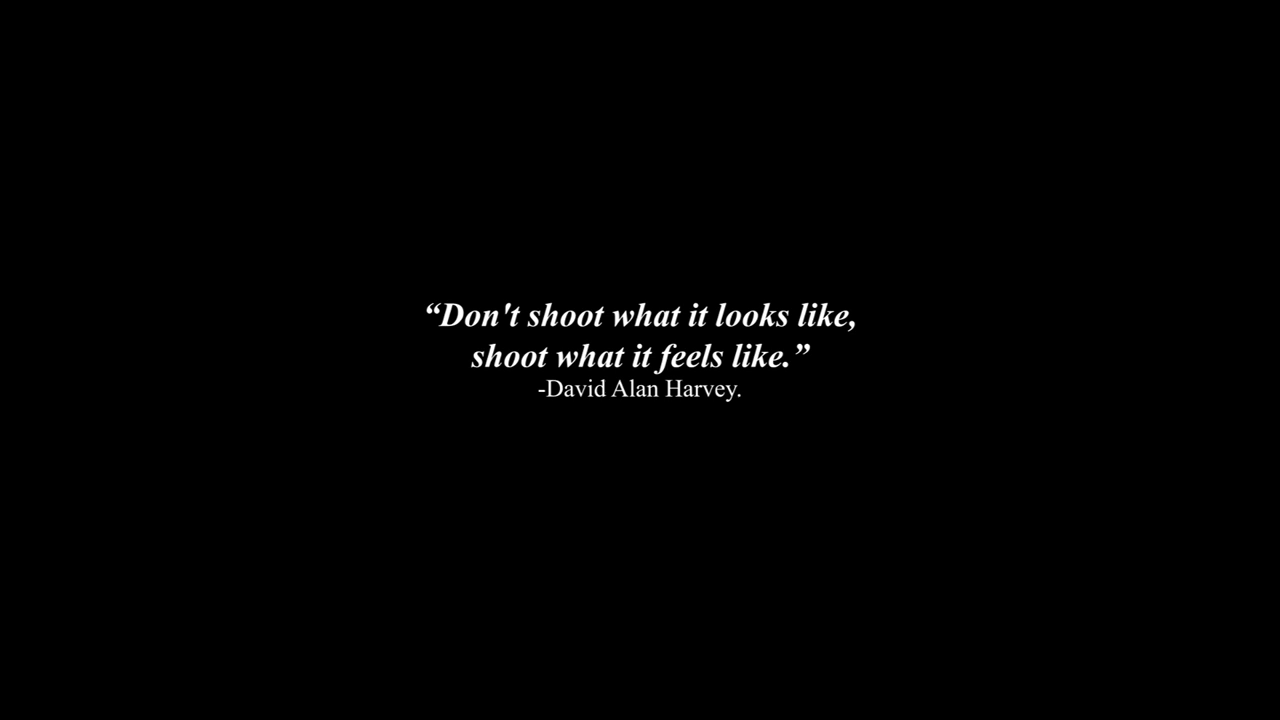 “Don't shoot what it looks like,
shoot what it feels like.”
-David Alan Harvey.